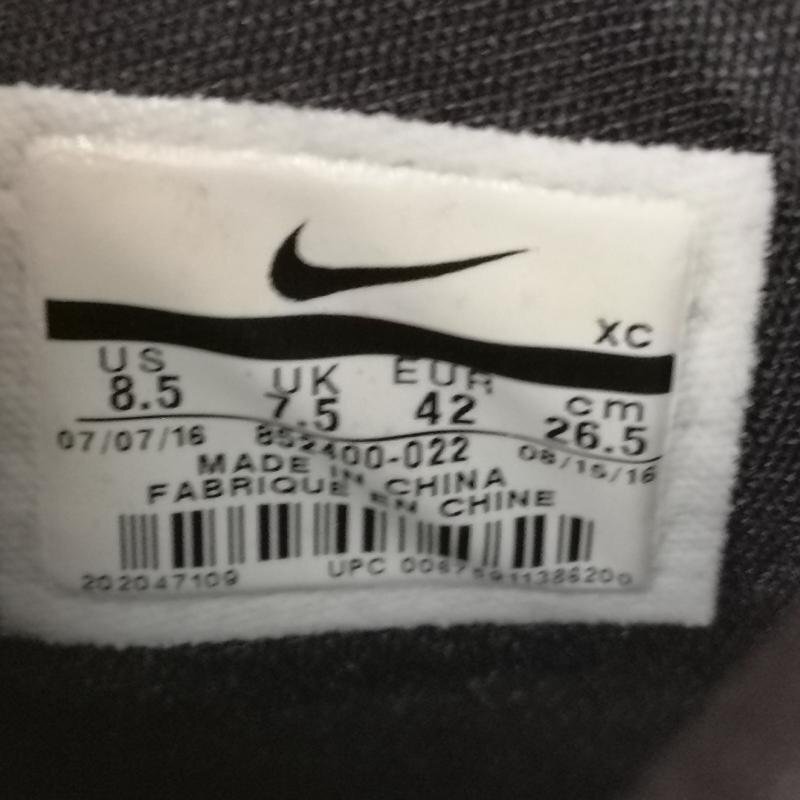 XC
US UK EUR cm
8.5 7.5 42 26.5
07/07/16 852400-022 08/15/16
MADE IN CHINA
FABRIQUE EN CHINE
202047109 UPC